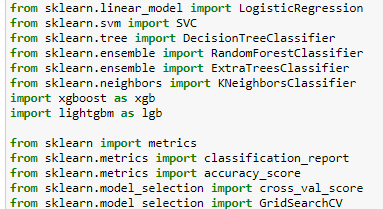 from sklearn.linear_model import LogisticRegression
from sklearn.svm import SVC
from sklearn.tree import DecisionTreeClassifier
from sklearn.ensemble import RandomForestClassifier
from sklearn.ensemble import ExtraTreesClassifier
from sklearn.neighbors import KNeighborsClassifier
import xgboost as xgb
import lightgbm as lgb
from sklearn import metrics
from sklearn.metrics import classification_report
from sklearn.metrics import accuracy_score
from sklearn.model_selection import cross_val_score
from sklearn.model_selection import GridSearchCV